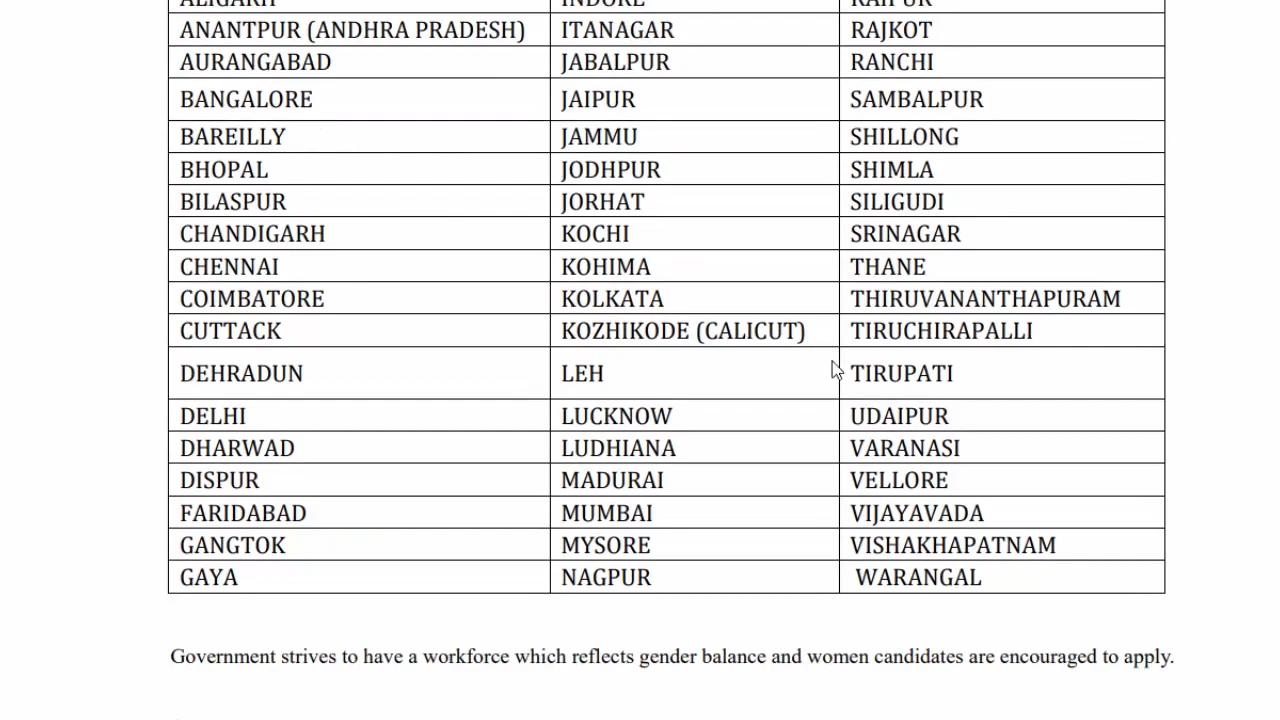 ALIGARH INDORE RAIPUR
ANANTPUR (ANDHRA PRADESH) ITANAGAR RAJKOT
AURANGABAD JABALPUR RANCHI
BANGALORE JAIPUR SAMBALPUR
BAREILLY JAMMU SHILLONG
BHOPAL JODHPUR SHIMLA
BILASPUR JORHAT SILIGUDI
CHANDIGARH KOCHI SRINAGAR
CHENNAI KOHIMA THANE
COIMBATORE KOLKATA THIRUVANANTHAPURAM
CUTTACK KOZHIKODE (CALICUT) TIRUCHIRAPALLI
DEHRADUN LEH TIRUPATI
DELHI LUCKNOW UDAIPUR
DHARWAD LUDHIANA VARANASI
DISPUR MADURAI VELLORE
FARIDABAD MUMBAI VIJAYAVADA
GANGTOK MYSORE VISHAKHAPATNAM
GAYA NAGPUR WARANGAL
Government strives to have a workforce which reflects gender balance and women candidates are encouraged to apply.